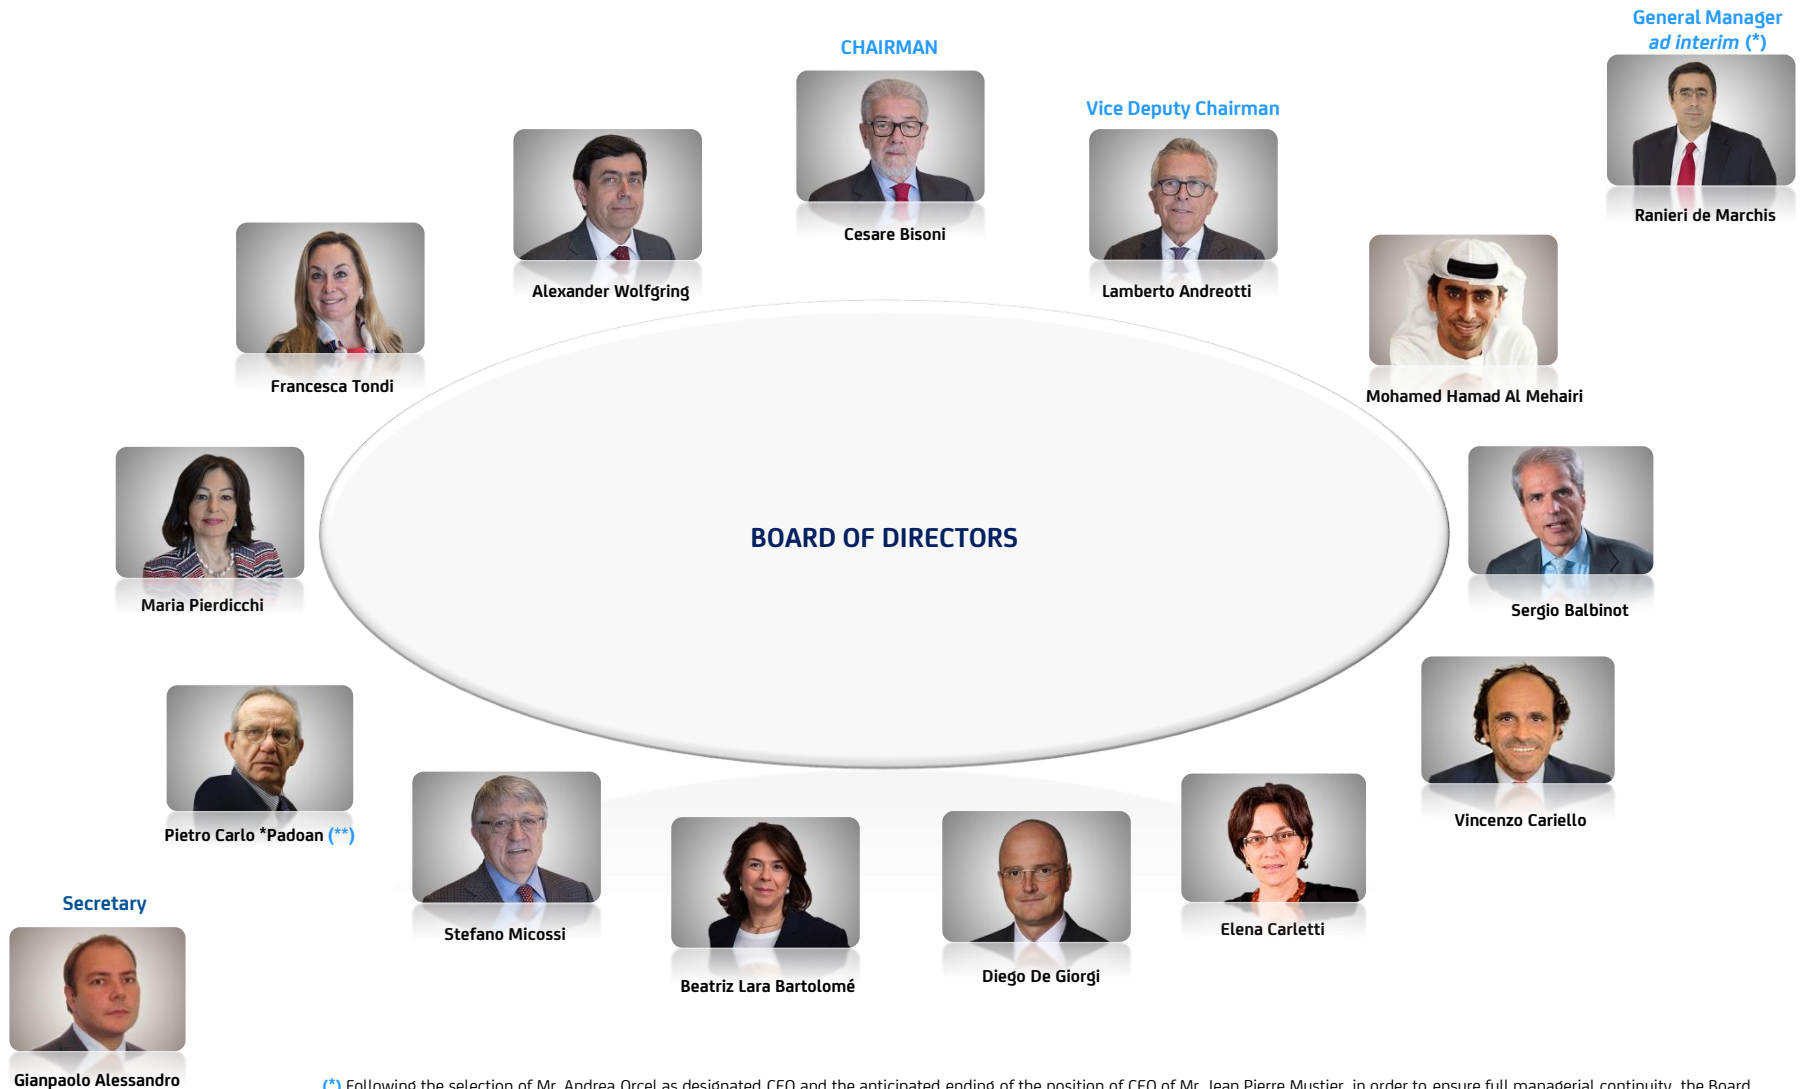 General Manager
ad interim (*)
CHAIRMAN
Vice Deputy Chairman
Ranieri de Marchis
Cesare Bisoni
Alexander Wolfgring
Lamberto Andreotti
Francesca Tondi
Mohamed Hamad Al Mehairi
BOARD OF DIRECTORS
Maria Pierdicchi
Sergio Balbinot
Pietro Carlo *Padoan (**)
Vincenzo Cariello
Secretary
Stefano Micossi
Elena Carletti
Beatriz Lara Bartolomé
Diego De Giorgi
Gianpaolo Alessandro
(*) Following the selection of Mr. Andrea Orcel as designated CEO and the anticipated ending of the position of CEO of Mr. Jean Pierre Mustier, in order to ensure full managerial continuity, the Board